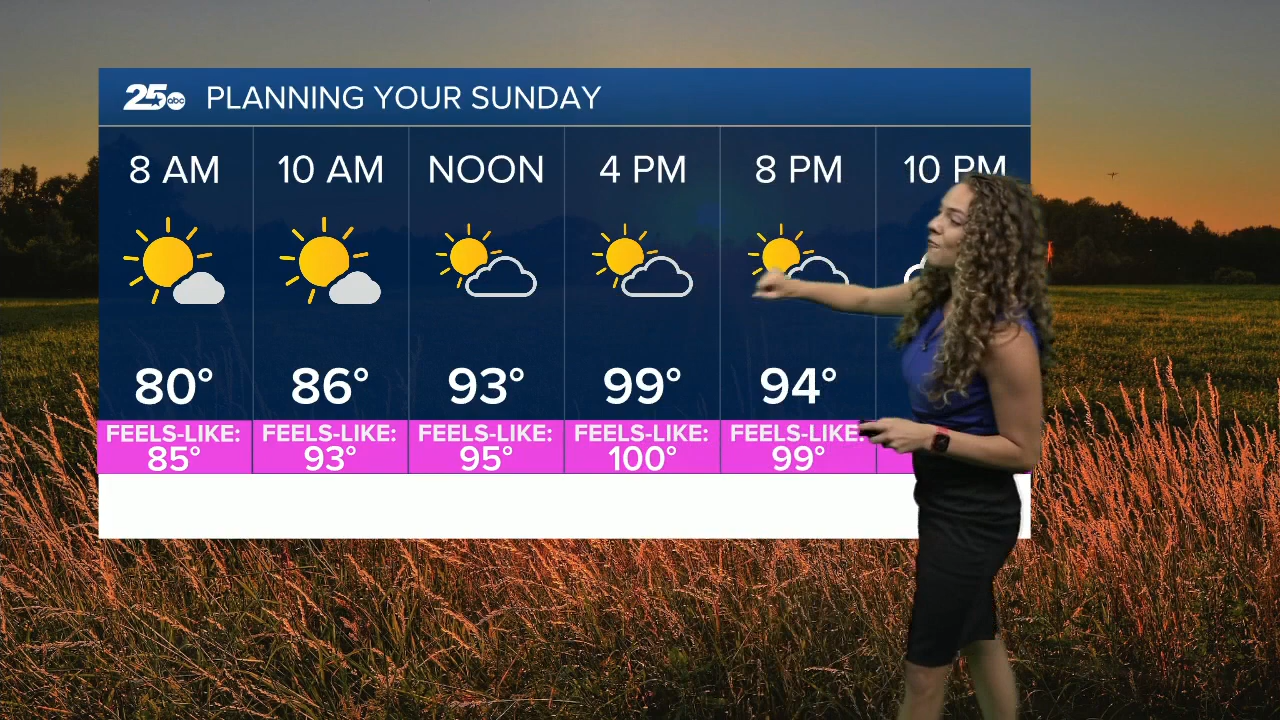 25 abc PLANNING YOUR SUNDAY
8 AM 10 AM NOON 4 PM 8 PM 10 PM
80° 86° 93° 99° 94°
FEELS-LIKE: FEELS-LIKE: FEELS-LIKE: FEELS-LIKE: FEELS-LIKE:
85° 93° 95° 100° 99°